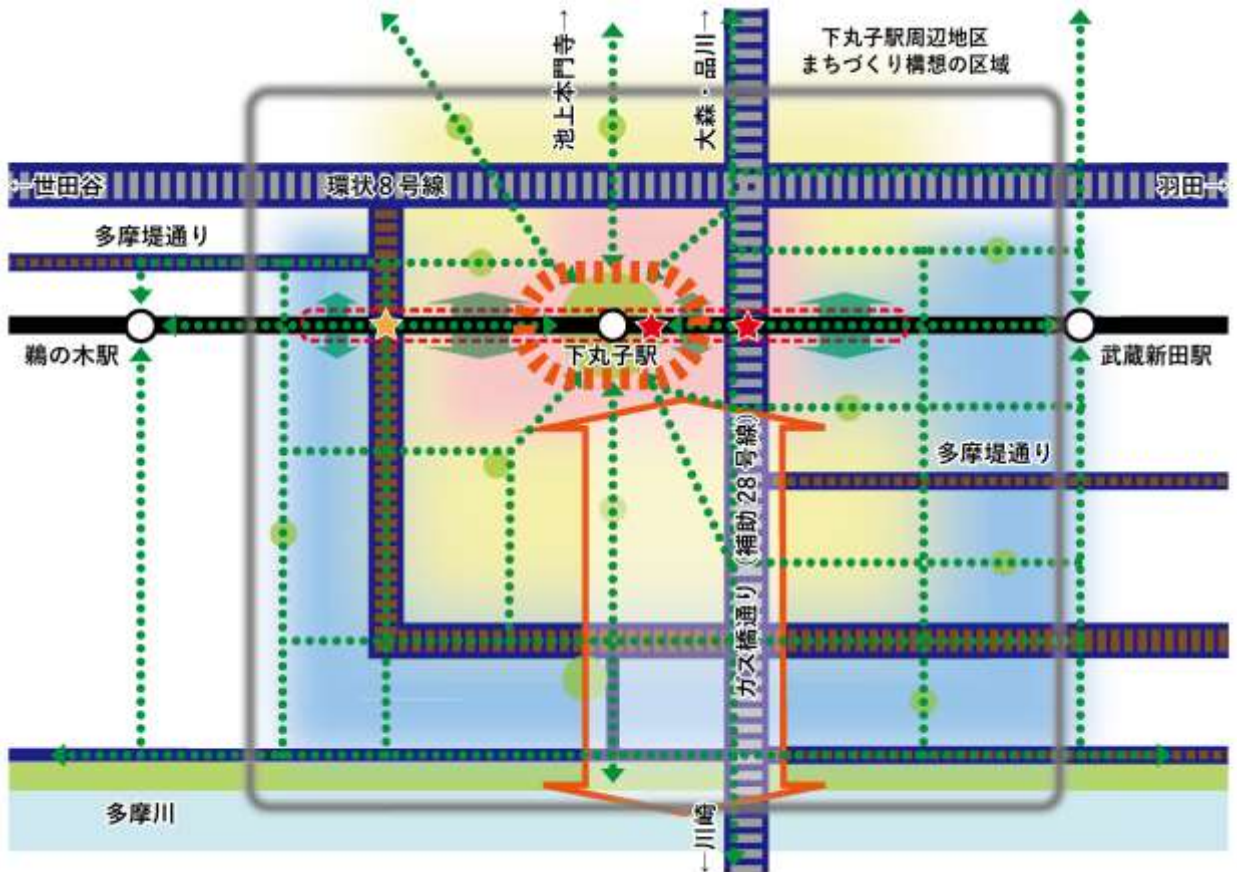 下丸子駅周辺地区
まちづくり構想の区域
池上本門寺→
大森・品川→
←世田谷
環状8号線
羽田→
多摩堤通り
鵜の木駅
下丸子駅
武蔵新田駅
多摩堤通り
ガス橋通り（補助28号線）
多摩川
←川崎